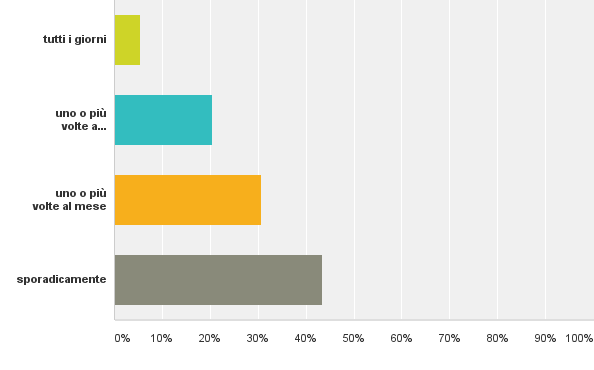 tutti i giorni
uno o più
volte a...
uno o più
volte al mese
sporadicamente
0% 10% 20% 30% 40% 50% 60% 70% 80% 90% 100%